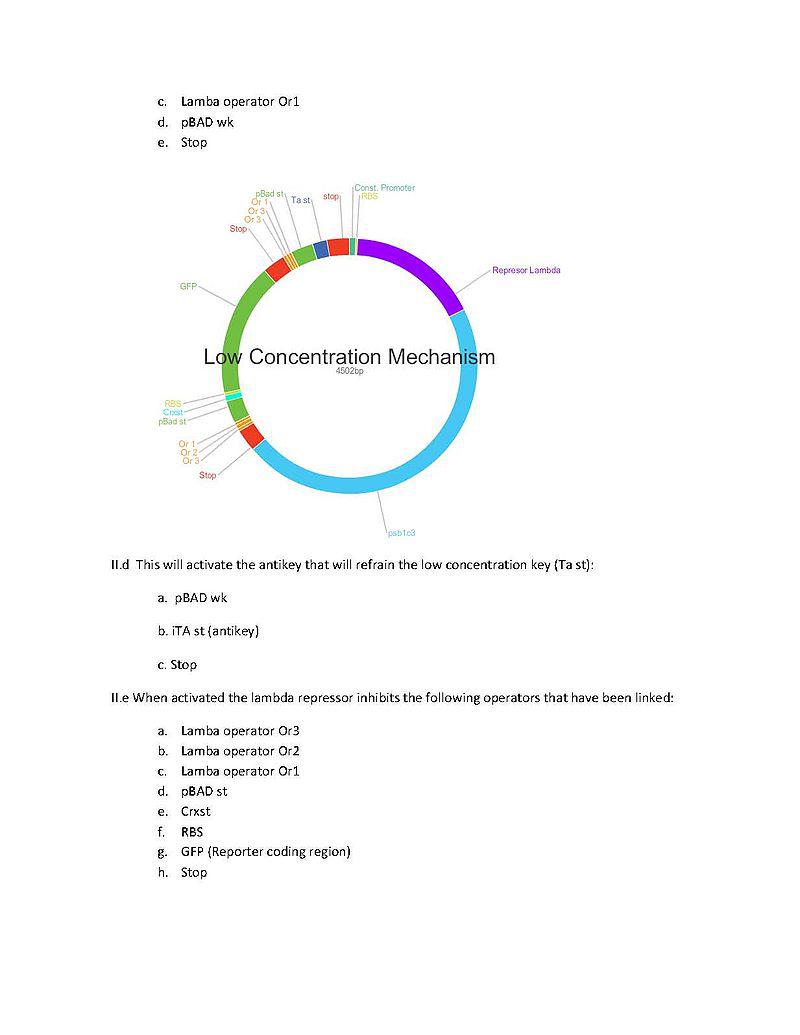 c. Lamba operator Or1
d. pBAD wk
e. Stop
pBad st
Or 1
Or 3
Or 3
Stop
Ta st
stop
Const. Promoter
RBS
Represor Lambda
GFP
Low Concentration Mechanism
4502bp
RBS
Crxst
pBad st
Or 1
Or 2
Or 3
Stop
psb1c3
II.d This will activate the antikey that will refrain the low concentration key (Ta st):
a. pBAD wk
b. iTA st (antikey)
c. Stop
II.e When activated the lambda repressor inhibits the following operators that have been linked:
a. Lamba operator Or3
b. Lamba operator Or2
c. Lamba operator Or1
d. pBAD st
e. Crxst
f. RBS
g. GFP (Reporter coding region)
h. Stop